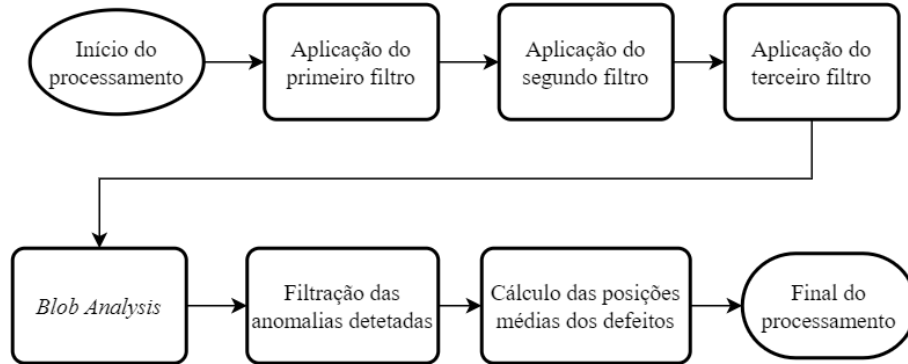 Início do
processamento
Aplicação do
primeiro filtro
Aplicação do
segundo filtro
Aplicação do
terceiro filtro
Blob Analysis
Filtração das
anomalias detetadas
Cálculo das posições
médias dos defeitos
Final do
processamento